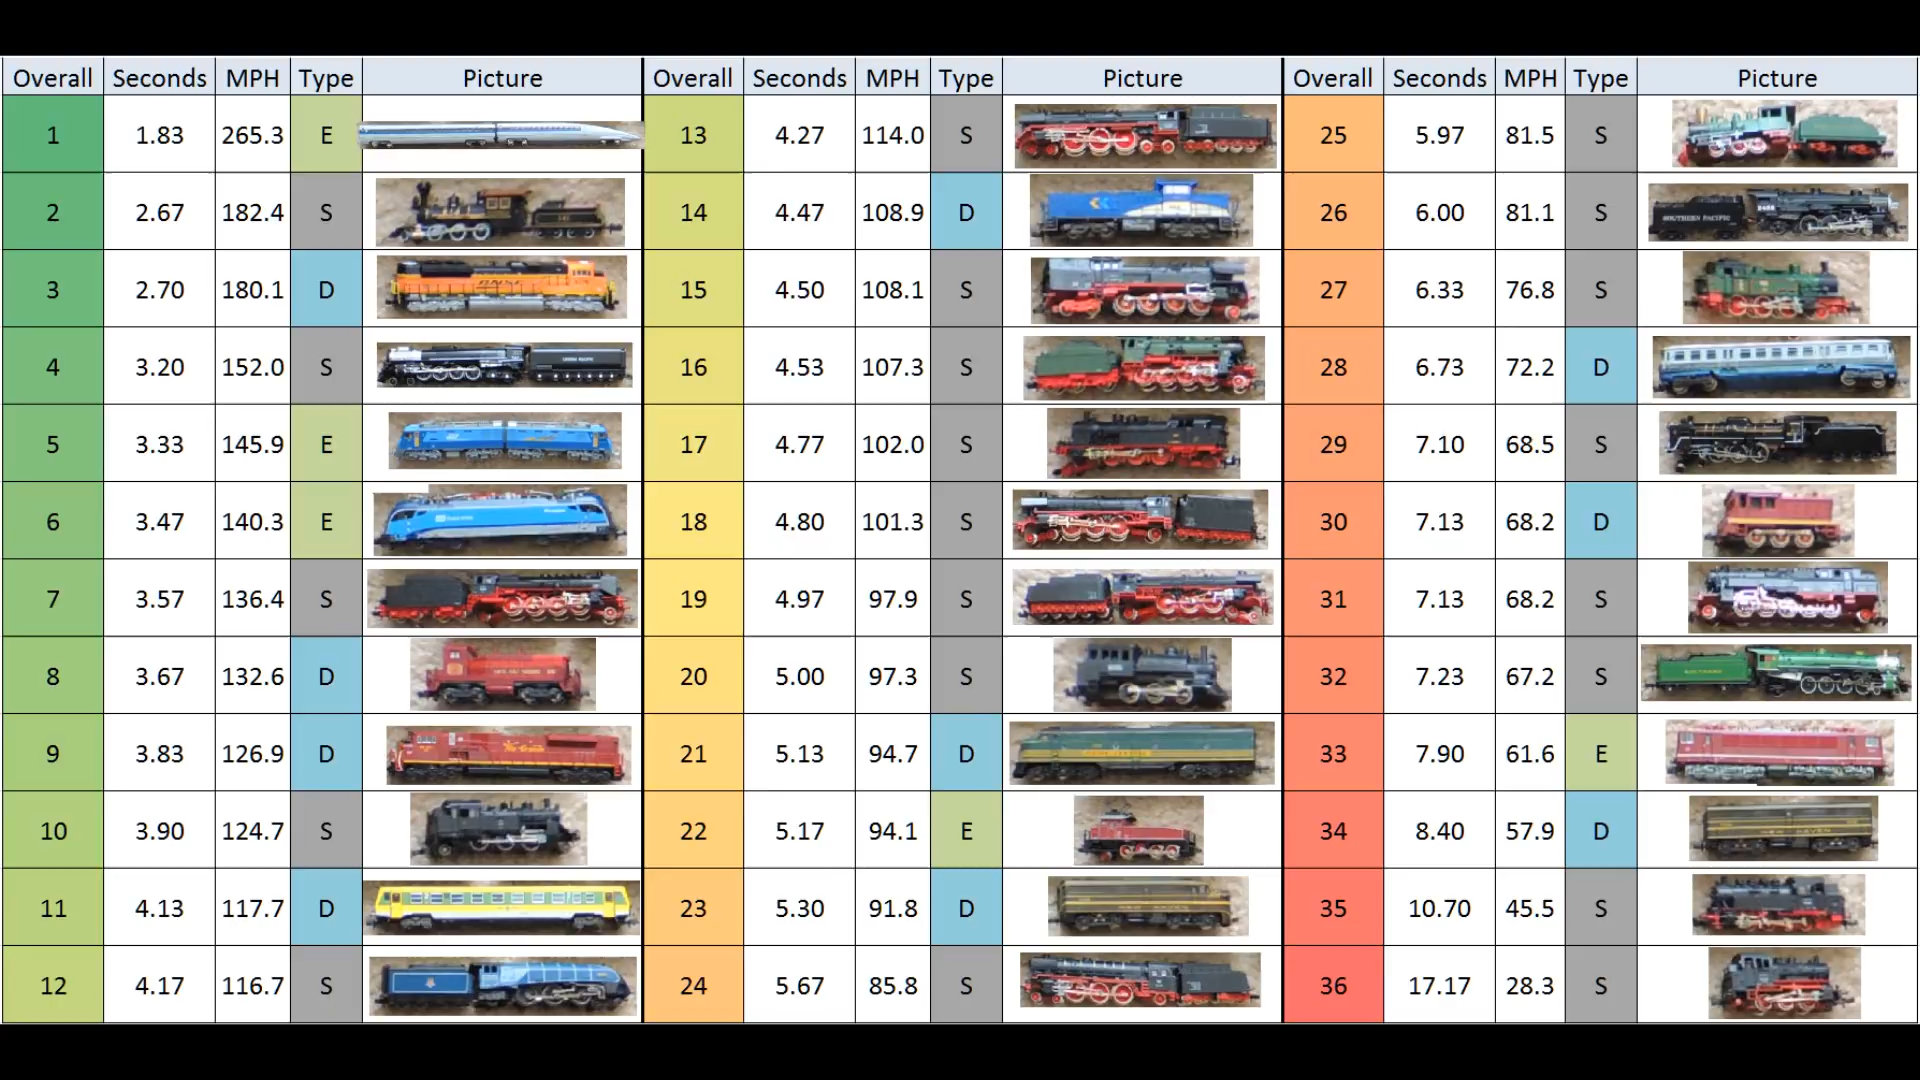 Overall Seconds MPH Type Picture Overall Seconds MPH Type Picture Overall Seconds MPH Type Picture
1 1.83 265.3 E 13 4.27 114.0 S 25 5.97 81.5 S
2 2.67 182.4 S 14 4.47 108.9 D 26 6.00 81.1 S SOUTHERN PACIFIC
3 2.70 180.1 D BNSF 15 4.50 108.1 S 27 6.33 76.8 S
4 3.20 152.0 S UNION PACIFIC 16 4.53 107.3 S 28 6.73 72.2 D
5 3.33 145.9 E 17 4.77 102.0 S 29 7.10 68.5 S
6 3.47 140.3 E 18 4.80 101.3 S 30 7.13 68.2 D
7 3.57 136.4 S 19 4.97 97.9 S 31 7.13 68.2 S
8 3.67 132.6 D 20 5.00 97.3 S 32 7.23 67.2 S
9 3.83 126.9 D 21 5.13 94.7 D 33 7.90 61.6 E
10 3.90 124.7 S 22 5.17 94.1 E 34 8.40 57.9 D NEW HAVEN
11 4.13 117.7 D 23 5.30 91.8 D 35 10.70 45.5 S
12 4.17 116.7 S 24 5.67 85.8 S 36 17.17 28.3 S